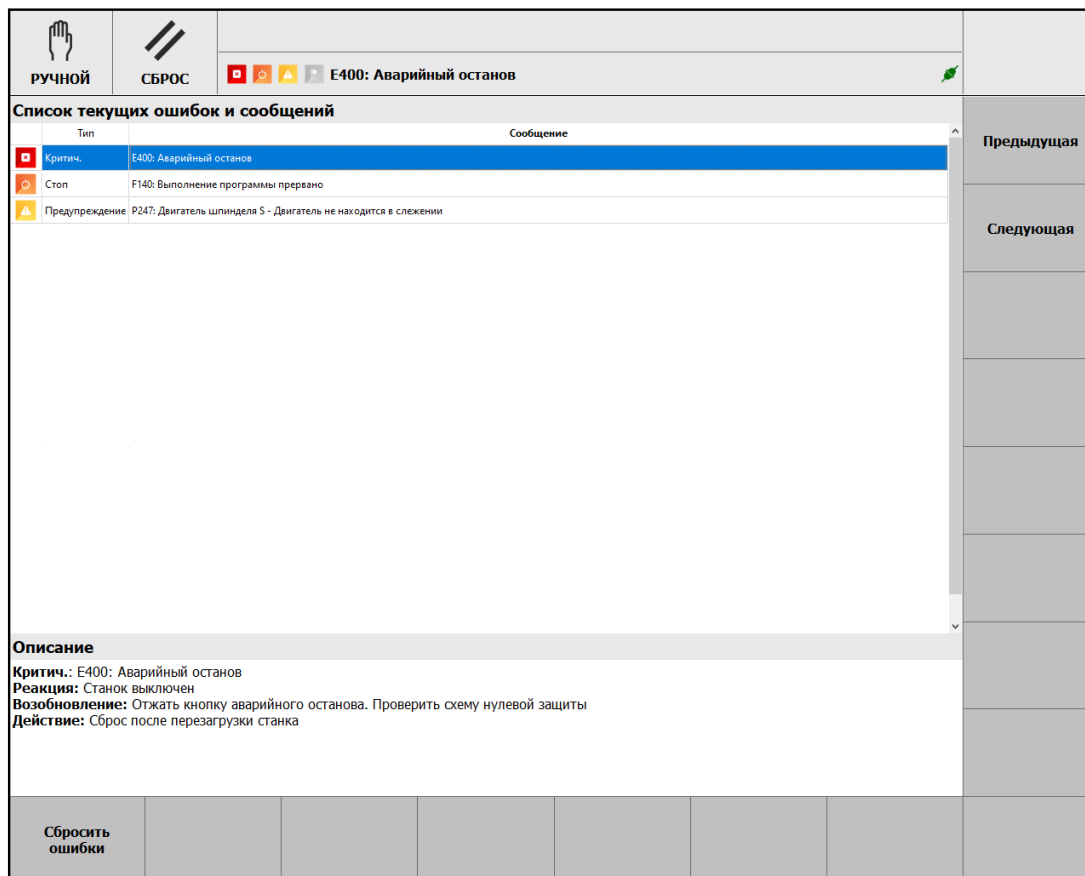 РУЧНОЙ
СБРОС
E400: Аварийный останов
Список текущих ошибок и сообщений
Тип Сообщение
Критич. E400: Аварийный останов
Стоп F140: Выполнение программы прервано
Предупреждение P247: Двигатель шпинделя S - Двигатель не находится в слежении
Предыдущая
Следующая
Описание
Критич.: E400: Аварийный останов
Реакция: Станок выключен
Возобновление: Отжать кнопку аварийного останова. Проверить схему нулевой защиты
Действие: Сброс после перезагрузки станка
Сбросить
ошибки